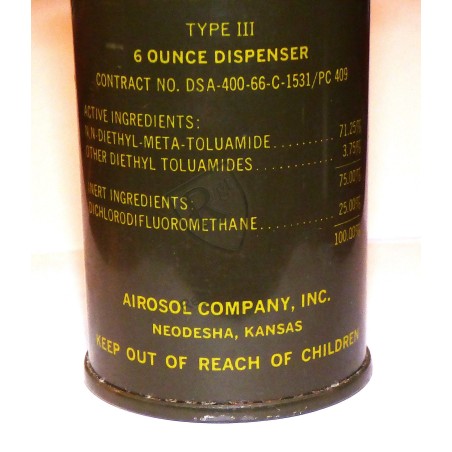 TYPE III
6 OUNCE DISPENSER
CONTRACT NO. DSA-400-66-C-1531/PC 409
ACTIVE INGREDIENTS:
N,N-DIETHYL-META-TOLUAMIDE.......... 71.25%
OTHER DIETHYL TOLUAMIDES............ 3.75%
75.00%
INERT INGREDIENTS:
DICHLORODIFLUOROMETHANE........... 25.00%
100.00%
AIROSOL COMPANY, INC.
NEODESHA, KANSAS
KEEP OUT OF REACH OF CHILDREN